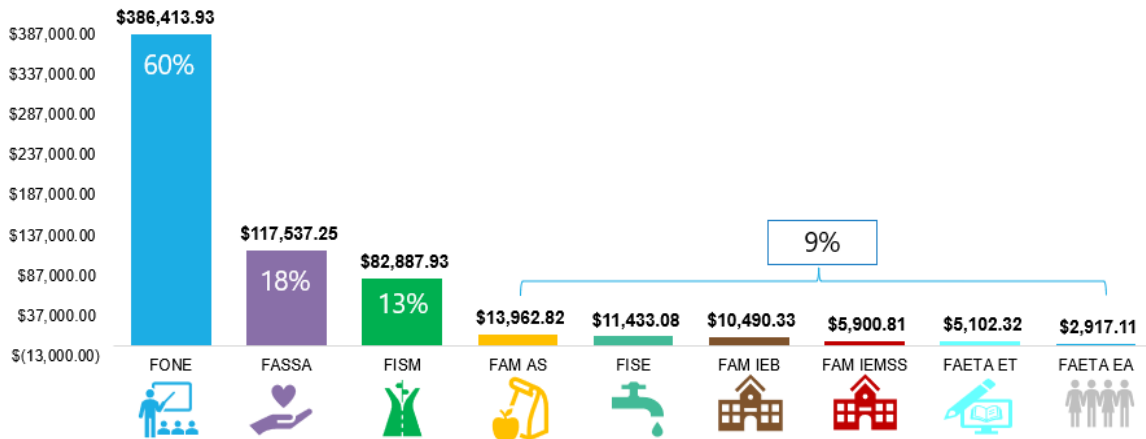 $387,000.00
$337,000.00
$287,000.00
$237,000.00
$187,000.00
$137,000.00
$87,000.00
$37,000.00
$(13,000.00)
$386,413.93
60%
$117,537.25
18%
$82,887.93
13%
9%
$13,962.82
$11,433.08
$10,490.33
$5,900.81
$5,102.32
$2,917.11
FONE
FASSA
FISM
FAM AS
FISE
FAM IEB
FAM IEMSS
FAETA ET
FAETA EA